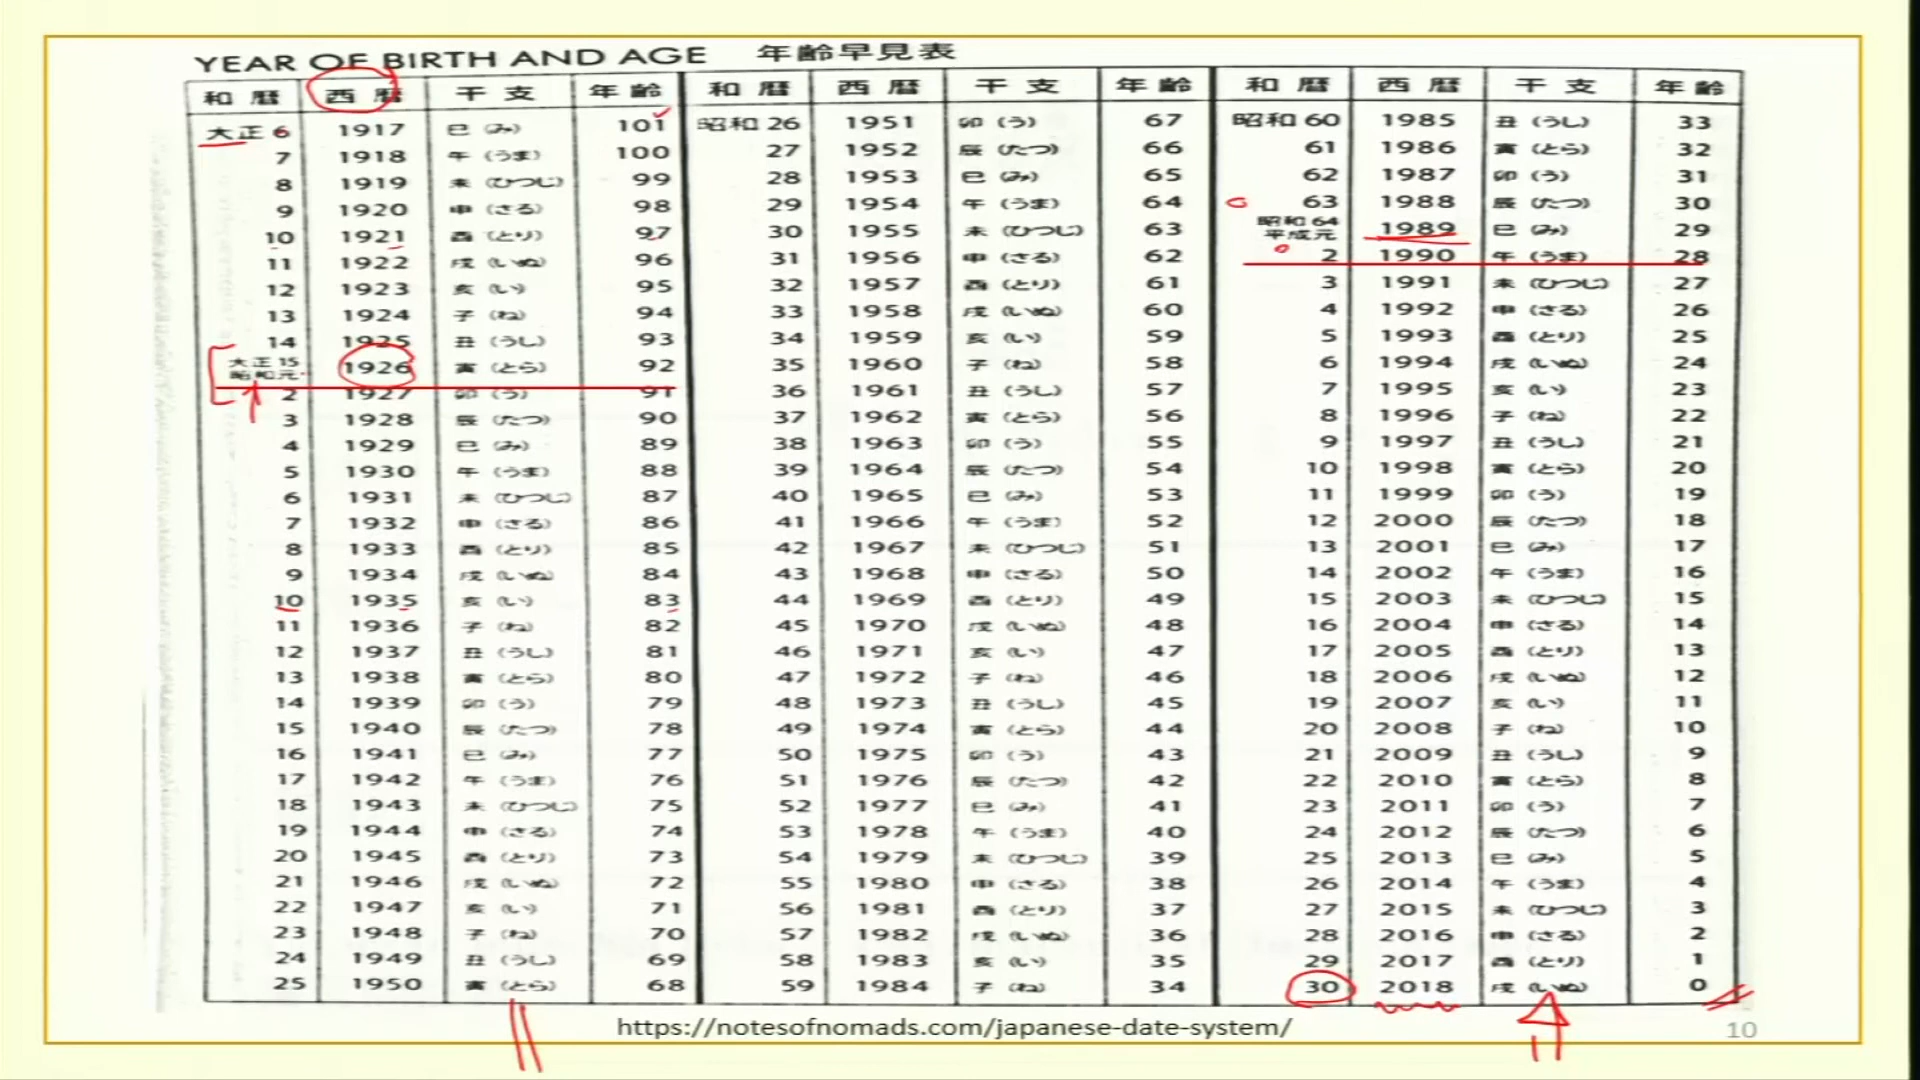 YEAR OF BIRTH AND AGE 年齢早見表
和暦 西暦 干支 年齢 和暦 西暦 干支 年齢 和暦 西暦 干支 年齢
大正 6 1917 巳 (み) 101 昭和 26 1951 卯 (う) 67 昭和 60 1985 丑 (うし) 33
7 1918 午 (うま) 100 27 1952 辰 (たつ) 66 61 1986 寅 (とら) 32
8 1919 未 (ひつじ) 99 28 1953 巳 (み) 65 62 1987 卯 (う) 31
9 1920 申 (さる) 98 29 1954 午 (うま) 64 63 1988 辰 (たつ) 30
10 1921 酉 (とり) 97 30 1955 未 (ひつじ) 63 昭和 64 平成元 1989 巳 (み) 29
11 1922 戌 (いぬ) 96 31 1956 申 (さる) 62 2 1990 午 (うま) 28
12 1923 亥 (い) 95 32 1957 酉 (とり) 61 3 1991 未 (ひつじ) 27
13 1924 子 (ね) 94 33 1958 戌 (いぬ) 60 4 1992 申 (さる) 26
14 1925 丑 (うし) 93 34 1959 亥 (い) 59 5 1993 酉 (とり) 25
大正 15 昭和元 1926 寅 (とら) 92 35 1960 子 (ね) 58 6 1994 戌 (いぬ) 24
2 1927 卯 (う) 91 36 1961 丑 (うし) 57 7 1995 亥 (い) 23
3 1928 辰 (たつ) 90 37 1962 寅 (とら) 56 8 1996 子 (ね) 22
4 1929 巳 (み) 89 38 1963 卯 (う) 55 9 1997 丑 (うし) 21
5 1930 午 (うま) 88 39 1964 辰 (たつ) 54 10 1998 寅 (とら) 20
6 1931 未 (ひつじ) 87 40 1965 巳 (み) 53 11 1999 卯 (う) 19
7 1932 申 (さる) 86 41 1966 午 (うま) 52 12 2000 辰 (たつ) 18
8 1933 酉 (とり) 85 42 1967 未 (ひつじ) 51 13 2001 巳 (み) 17
9 1934 戌 (いぬ) 84 43 1968 申 (さる) 50 14 2002 午 (うま) 16
10 1935 亥 (い) 83 44 1969 酉 (とり) 49 15 2003 未 (ひつじ) 15
11 1936 子 (ね) 82 45 1970 戌 (いぬ) 48 16 2004 申 (さる) 14
12 1937 丑 (うし) 81 46 1971 亥 (い) 47 17 2005 酉 (とり) 13
13 1938 寅 (とら) 80 47 1972 子 (ね) 46 18 2006 戌 (いぬ) 12
14 1939 卯 (う) 79 48 1973 丑 (うし) 45 19 2007 亥 (い) 11
15 1940 辰 (たつ) 78 49 1974 寅 (とら) 44 20 2008 子 (ね) 10
16 1941 巳 (み) 77 50 1975 卯 (う) 43 21 2009 丑 (うし) 9
17 1942 午 (うま) 76 51 1976 辰 (たつ) 42 22 2010 寅 (とら) 8
18 1943 未 (ひつじ) 75 52 1977 巳 (み) 41 23 2011 卯 (う) 7
19 1944 申 (さる) 74 53 1978 午 (うま) 40 24 2012 辰 (たつ) 6
20 1945 酉 (とり) 73 54 1979 未 (ひつじ) 39 25 2013 巳 (み) 5
21 1946 戌 (いぬ) 72 55 1980 申 (さる) 38 26 2014 午 (うま) 4
22 1947 亥 (い) 71 56 1981 酉 (とり) 37 27 2015 未 (ひつじ) 3
23 1948 子 (ね) 70 57 1982 戌 (いぬ) 36 28 2016 申 (さる) 2
24 1949 丑 (うし) 69 58 1983 亥 (い) 35 29 2017 酉 (とり) 1
25 1950 寅 (とら) 68 59 1984 子 (ね) 34 30 2018 戌 (いぬ) 0
https://notesofnomads.com/japanese-date-system/
10